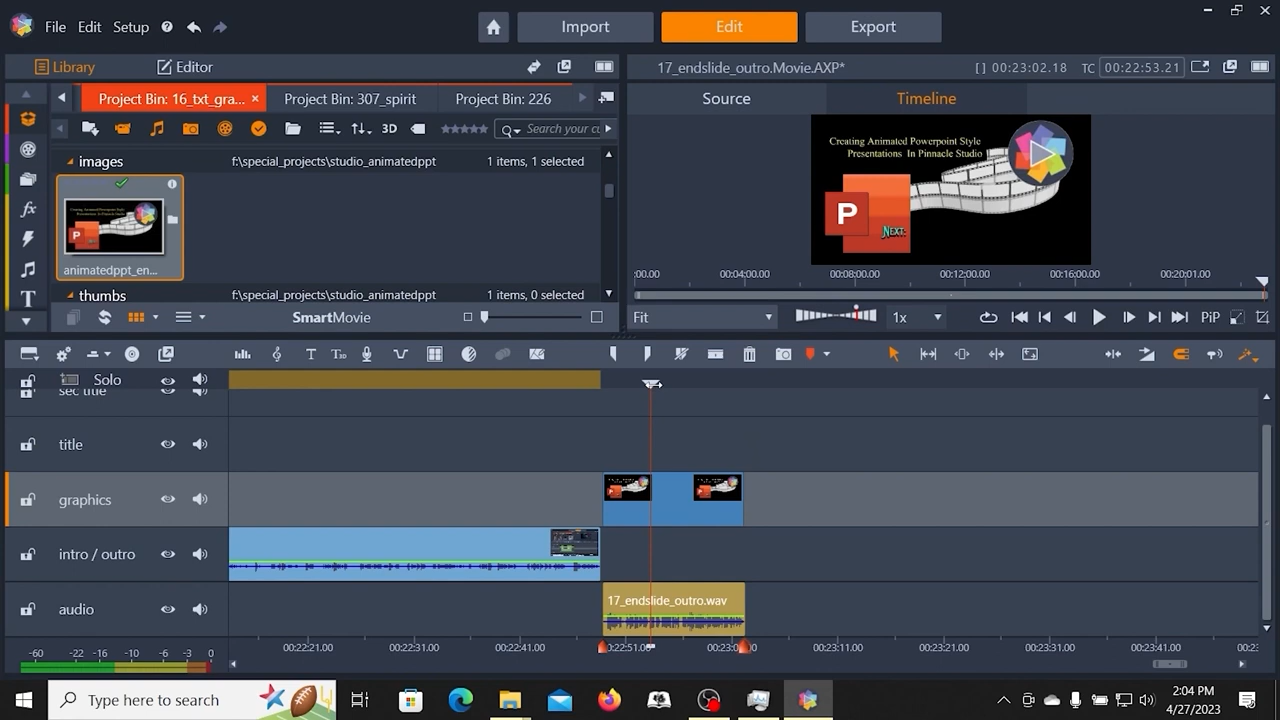 File Edit Setup
Import Edit Export
Library Editor
17_endslide_outro.Movie.AXP* [ ] 00:23:02.18 TC 00:22:53.21
Project Bin: 16_txt_gra... × Project Bin: 307_spirit Project Bin: 226
Source Timeline
3D Search your cu
images f:\special_projects\studio_animatedppt 1 items, 1 selected
animatedppt_en...
thumbs f:\special_projects\studio_animatedppt 1 items, 0 selected
SmartMovie
Creating Animated Powerpoint Style
Presentations In Pinnacle Studio
P
NEXT:
:00.00 00:04:00.00 00:08:00.00 00:12:00.00 00:16:00.00 00:20:01.00
Fit 1x PiP
Solo
sec title
title
graphics
intro / outro
audio
17_endslide_outro.wav
00:22:21.00 00:22:31.00 00:22:41.00 00:22:51.00 00:23:0 00:23:11.00 00:23:21.00 00:23:31.00 00:23:41.00 00:23
-60 -22 -16 -10 -6 -3 0
Type here to search
2:04 PM
4/27/2023